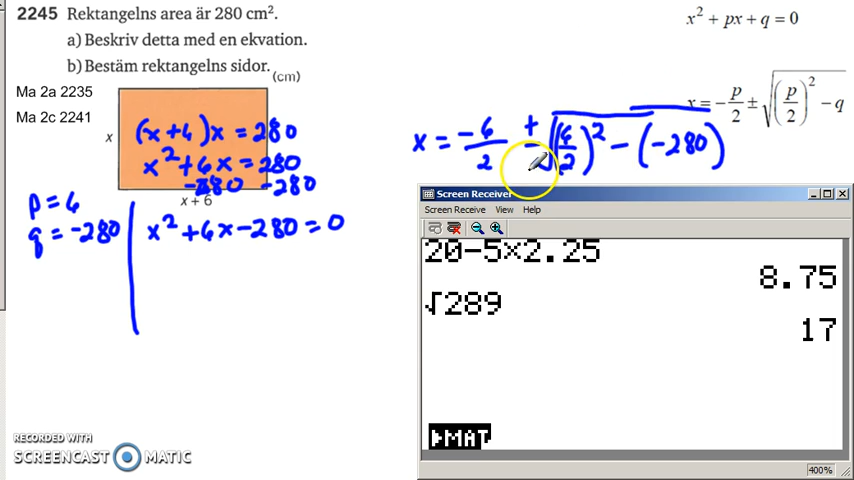 2245 Rektangelns area är 280 cm².
a) Beskriv detta med en ekvation.
b) Bestäm rektangelns sidor.
(cm)
Ma 2a 2235
Ma 2c 2241
x
(x+6)x = 280
x² + 6x = 280
-280 -280
x + 6
p = 6
q = -280
x² + 6x - 280 = 0
x² + px + q = 0
x = -p/2 ± √((p/2)² - q)
x = -6/2 ± √((6/2)² - (-280))
Screen Receiver
Screen Receiver View Help
20-5×2.25
8.75
√289
17
▶MAT
400%
RECORDED WITH
SCREENCAST MATIC